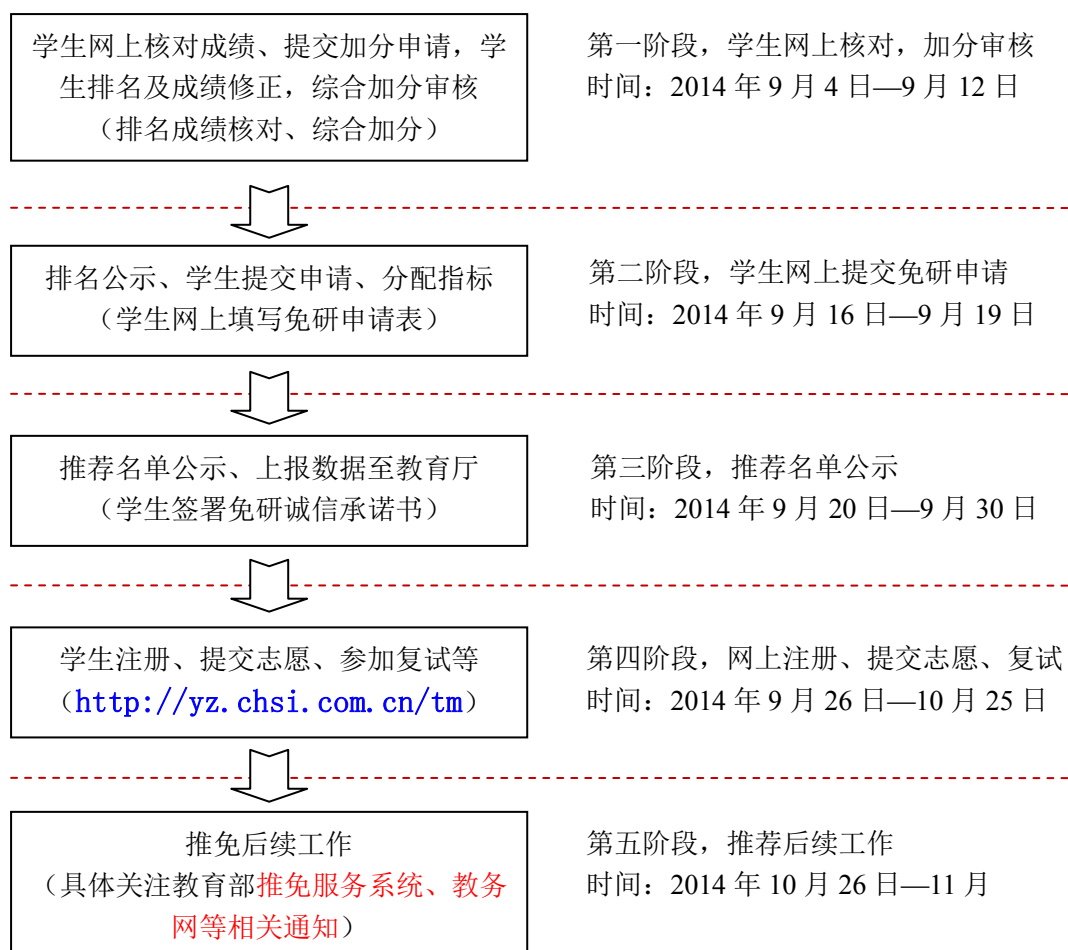 学生网上核对成绩、提交加分申请，学
生排名及成绩修正，综合加分审核
（排名成绩核对、综合加分）
第一阶段，学生网上核对，加分审核
时间：2014 年 9 月 4 日—9 月 12 日
排名公示、学生提交申请、分配指标
（学生网上填写免研申请表）
第二阶段，学生网上提交免研申请
时间：2014 年 9 月 16 日—9 月 19 日
推荐名单公示、上报数据至教育厅
（学生签署免研诚信承诺书）
第三阶段，推荐名单公示
时间：2014 年 9 月 20 日—9 月 30 日
学生注册、提交志愿、参加复试等
（http://yz.chsi.com.cn/tm）
第四阶段，网上注册、提交志愿、复试
时间：2014 年 9 月 26 日—10 月 25 日
推免后续工作
（具体关注教育部推免服务系统、教务
网等相关通知）
第五阶段，推荐后续工作
时间：2014 年 10 月 26 日—11 月